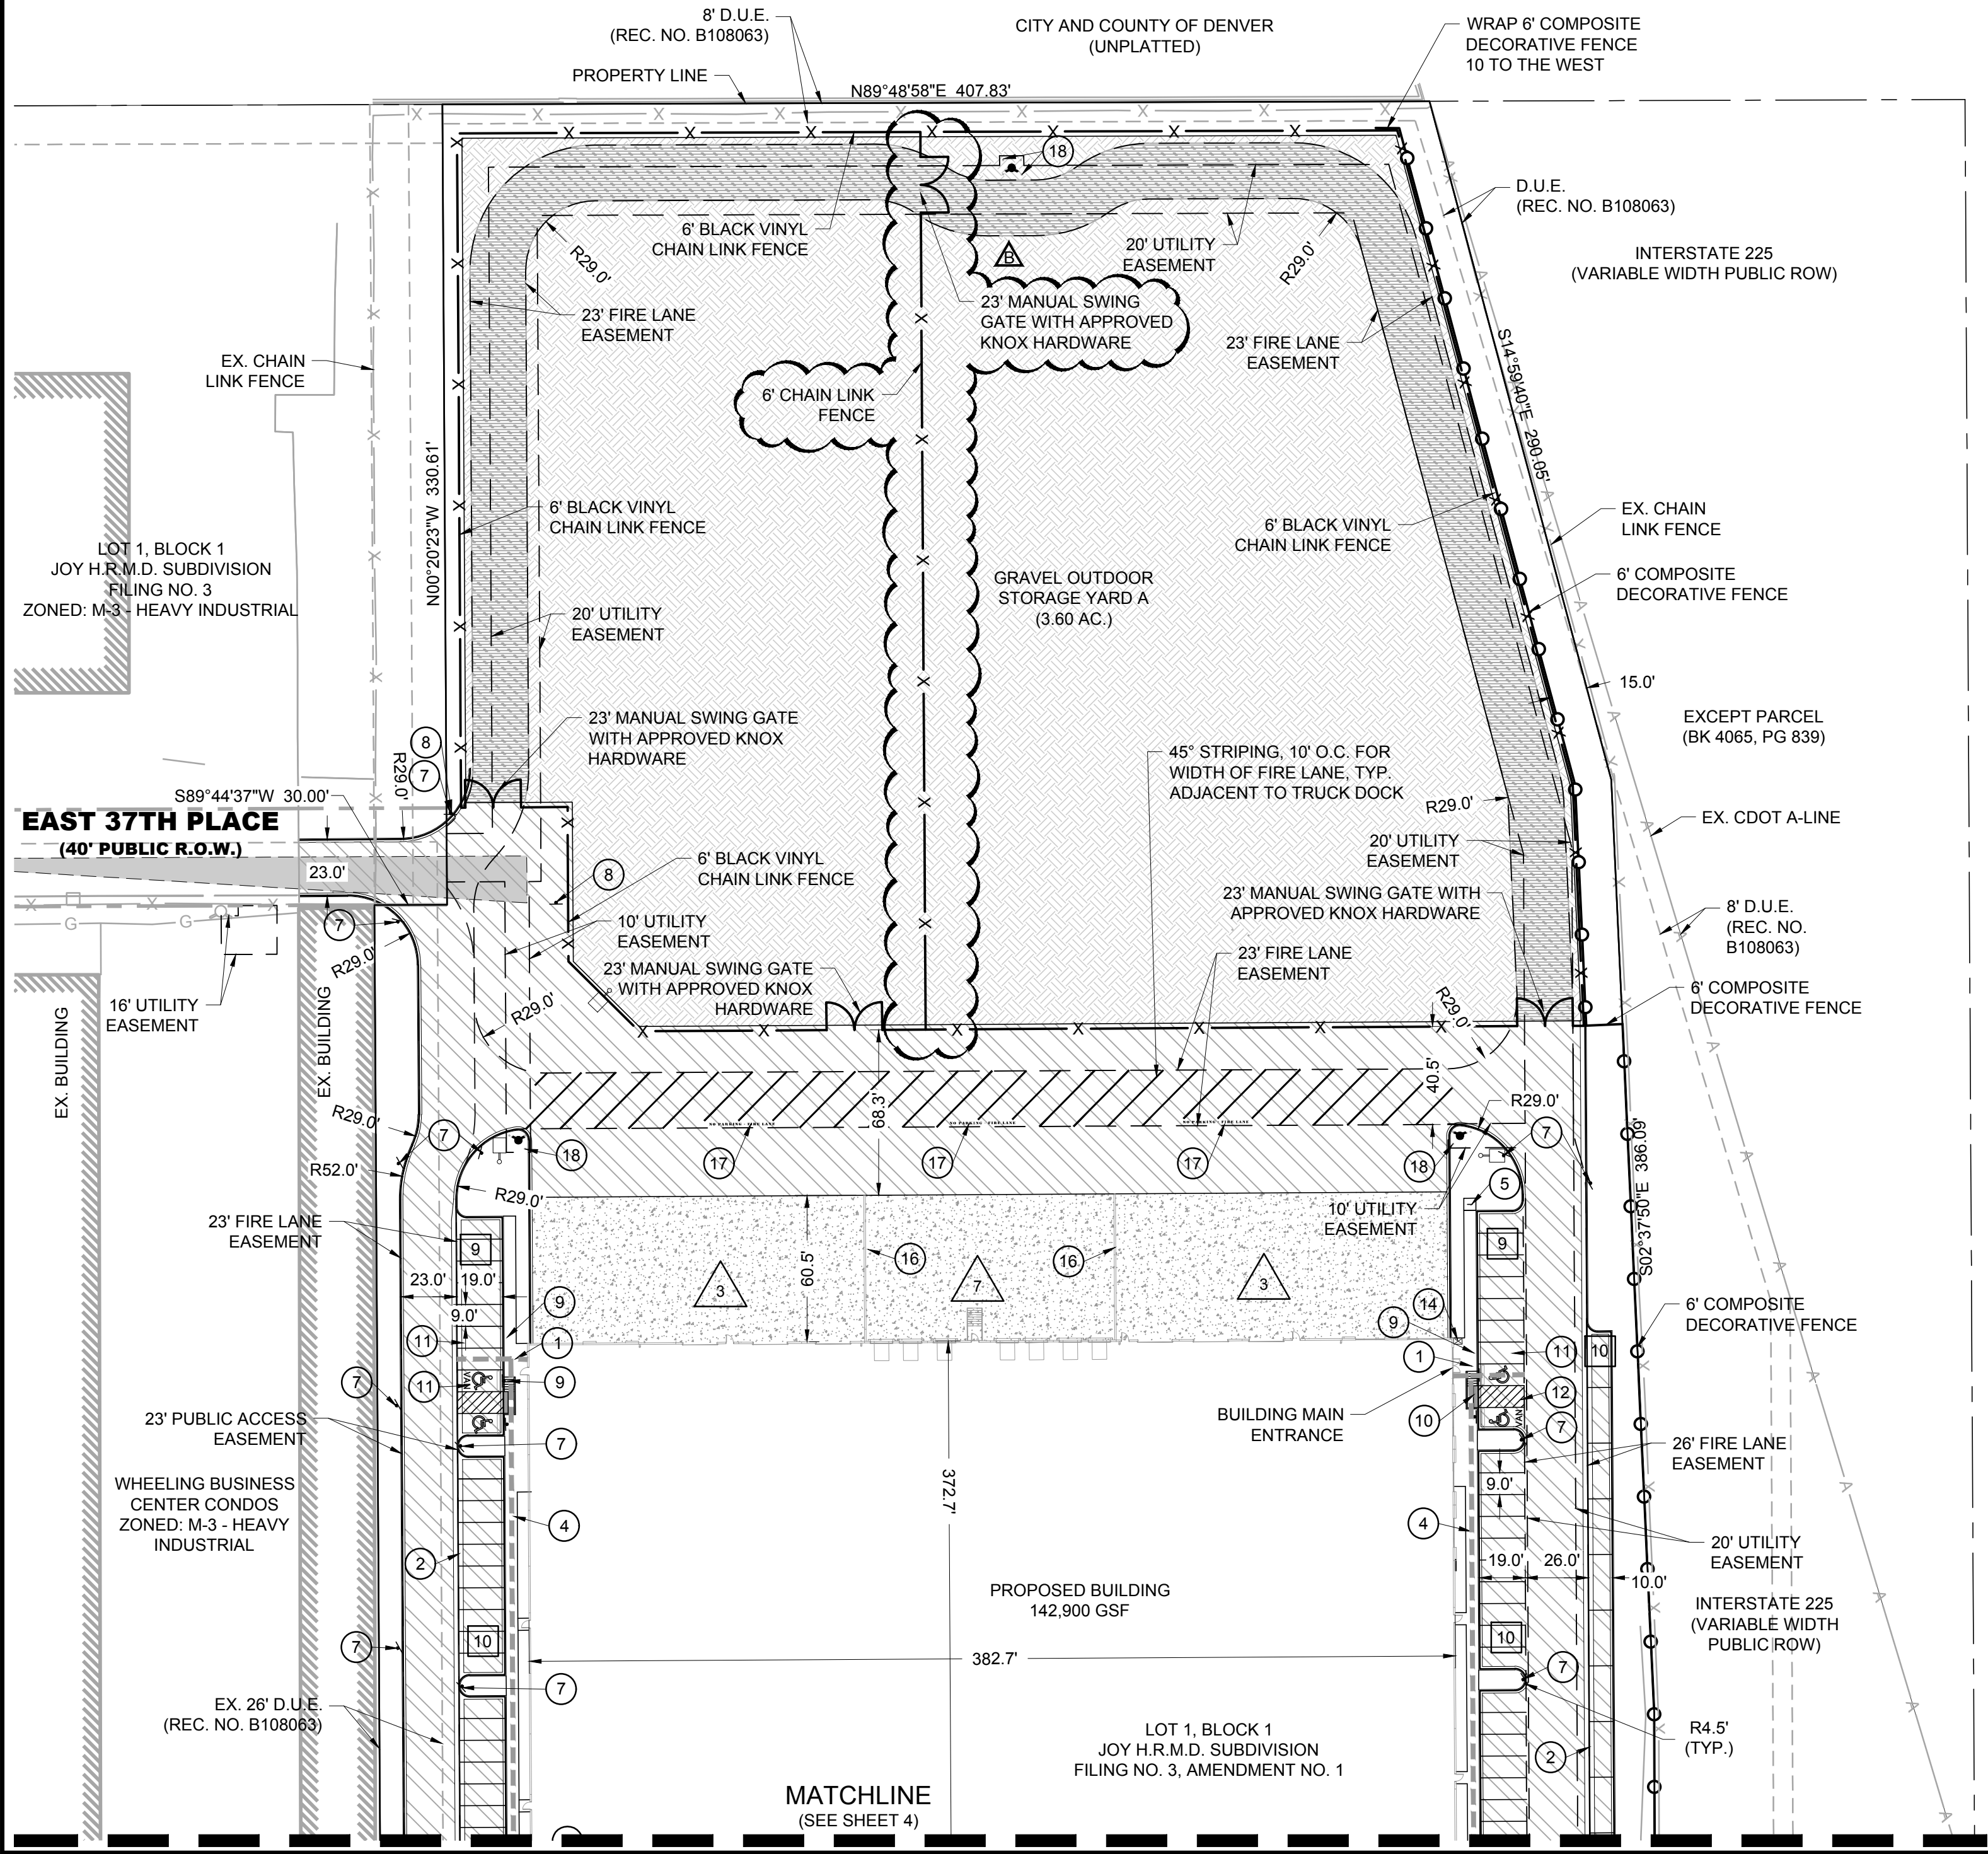 8' D.U.E.
(REC. NO. B108063)
CITY AND COUNTY OF DENVER
(UNPLATTED)
WRAP 6' COMPOSITE
DECORATIVE FENCE
10 TO THE WEST
PROPERTY LINE
N89°48'58"E 407.83'
18
D.U.E.
(REC. NO. B108063)
6' BLACK VINYL
CHAIN LINK FENCE
20' UTILITY
EASEMENT
B
R29.0'
R29.0'
INTERSTATE 225
(VARIABLE WIDTH PUBLIC ROW)
23' FIRE LANE
EASEMENT
23' MANUAL SWING
GATE WITH APPROVED
KNOX HARDWARE
23' FIRE LANE
EASEMENT
S14°59'40"E 290.05'
EX. CHAIN
LINK FENCE
6' CHAIN LINK
FENCE
N00°20'23"W 330.61'
6' BLACK VINYL
CHAIN LINK FENCE
6' BLACK VINYL
CHAIN LINK FENCE
EX. CHAIN
LINK FENCE
LOT 1, BLOCK 1
JOY H.R.M.D. SUBDIVISION
FILING NO. 3
ZONED: M-3 - HEAVY INDUSTRIAL
GRAVEL OUTDOOR
STORAGE YARD A
(3.60 AC.)
6' COMPOSITE
DECORATIVE FENCE
20' UTILITY
EASEMENT
15.0'
EXCEPT PARCEL
(BK 4065, PG 839)
23' MANUAL SWING GATE
WITH APPROVED KNOX
HARDWARE
8
7
R29.0'
45° STRIPING, 10' O.C. FOR
WIDTH OF FIRE LANE, TYP.
ADJACENT TO TRUCK DOCK
S89°44'37"W 30.00'
R29.0'
EAST 37TH PLACE
(40' PUBLIC R.O.W.)
EX. CDOT A-LINE
20' UTILITY
EASEMENT
23.0'
6' BLACK VINYL
CHAIN LINK FENCE
8
23' MANUAL SWING GATE WITH
APPROVED KNOX HARDWARE
8' D.U.E.
(REC. NO.
B108063)
7
10' UTILITY
EASEMENT
R29.0'
23' FIRE LANE
EASEMENT
23' MANUAL SWING GATE
WITH APPROVED KNOX
HARDWARE
16' UTILITY
EASEMENT
R29.0'
R29.0'
6' COMPOSITE
DECORATIVE FENCE
EX. BUILDING
EX. BUILDING
68.3'
40.5'
R29.0'
R29.0'
NO PARKING - FIRE LANE
NO PARKING - FIRE LANE
NO PARKING - FIRE LANE
7
18
17
17
17
18
7
R52.0'
R29.0'
5
10' UTILITY
EASEMENT
S02°37'50"E 386.09'
23' FIRE LANE
EASEMENT
9
16
16
9
60.5'
3
7
3
23.0'
19.0'
9.0'
9
14
9
6' COMPOSITE
DECORATIVE FENCE
11
1
1
11
10
7
11
VAN
9
12
VAN
23' PUBLIC ACCESS
EASEMENT
7
BUILDING MAIN
ENTRANCE
10
7
26' FIRE LANE
EASEMENT
372.7'
9.0'
WHEELING BUSINESS
CENTER CONDOS
ZONED: M-3 - HEAVY
INDUSTRIAL
4
4
2
19.0'
26.0'
10.0'
20' UTILITY
EASEMENT
PROPOSED BUILDING
142,900 GSF
INTERSTATE 225
(VARIABLE WIDTH
PUBLIC ROW)
7
10
10
382.7'
7
7
EX. 26' D.U.E.
(REC. NO. B108063)
LOT 1, BLOCK 1
JOY H.R.M.D. SUBDIVISION
FILING NO. 3, AMENDMENT NO. 1
R4.5'
(TYP.)
2
MATCHLINE
(SEE SHEET 4)